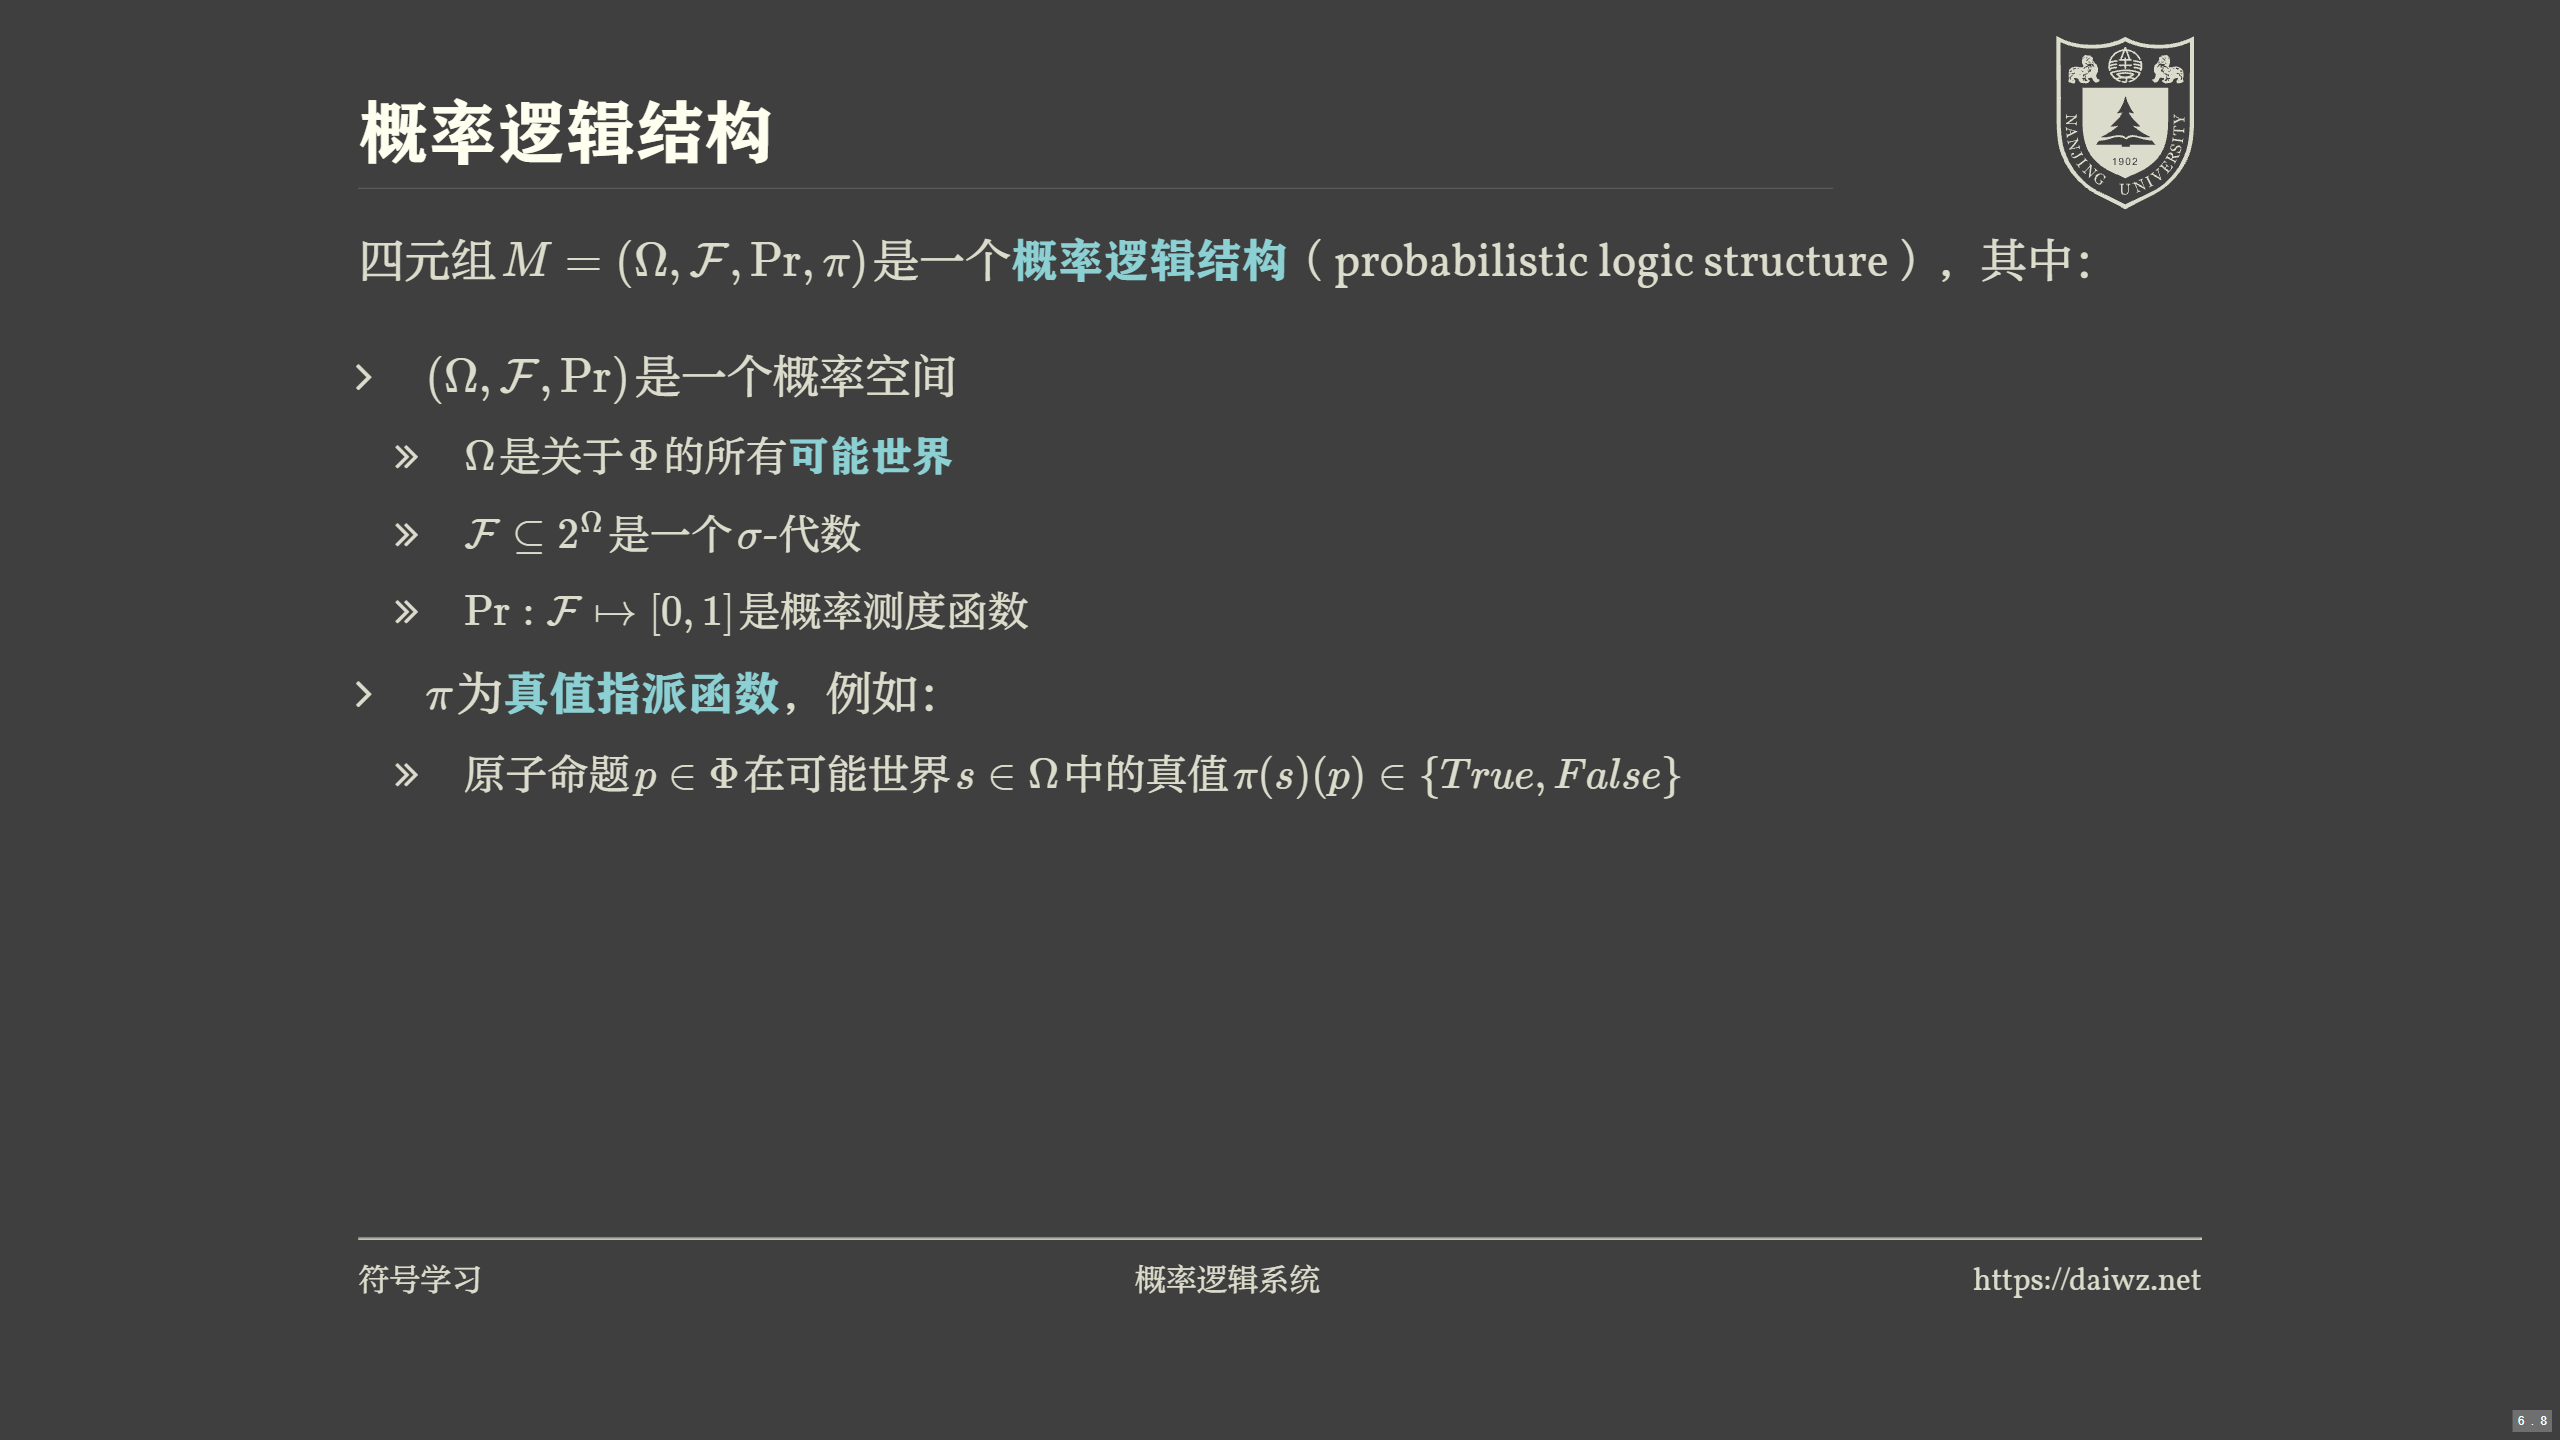 概率逻辑结构
NANJING UNIVERSITY
1902
四元组 M = (Ω, ℱ, Pr, π) 是一个概率逻辑结构（probabilistic logic structure），其中：
(Ω, ℱ, Pr) 是一个概率空间
Ω 是关于 Φ 的所有可能世界
ℱ ⊆ 2^Ω 是一个 σ-代数
Pr : ℱ ↦ [0, 1] 是概率测度函数
π 为真值指派函数，例如：
原子命题 p ∈ Φ 在可能世界 s ∈ Ω 中的真值 π(s)(p) ∈ {True, False}
符号学习
概率逻辑系统
https://daiwz.net
6 . 8